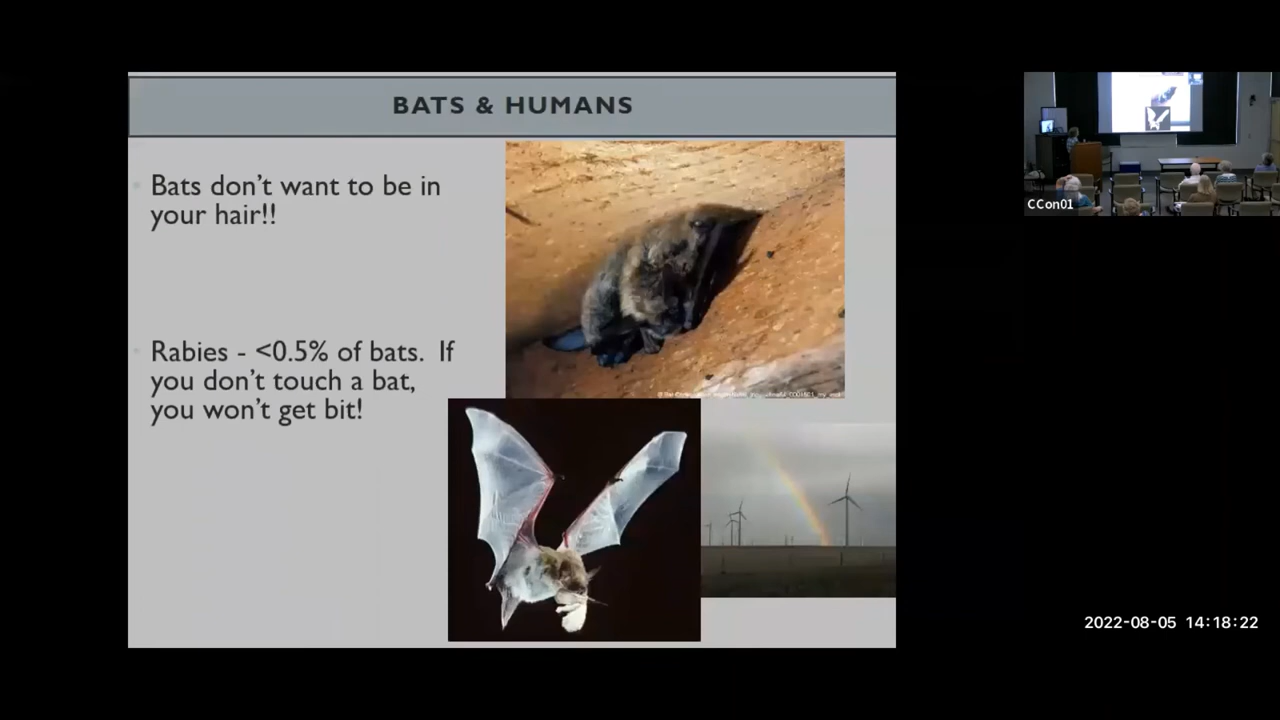 BATS & HUMANS
Bats don't want to be in
your hair!!
Rabies - <0.5% of bats.  If
you don't touch a bat,
you won't get bit!
CCon01
2022-08-05 14:18:22